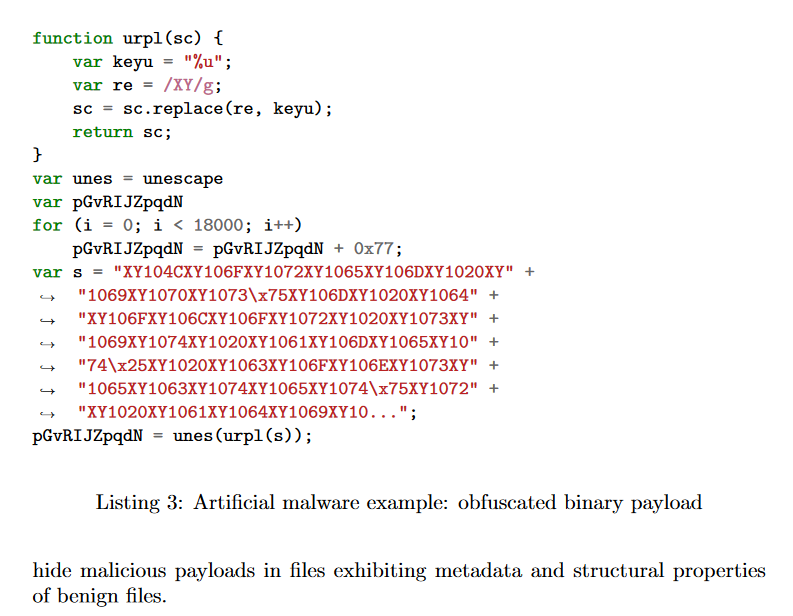 function urpl(sc) {
    var keyu = "%u";
    var re = /XY/g;
    sc = sc.replace(re, keyu);
    return sc;
}
var unes = unescape
var pGvRIJZpqdN
for (i = 0; i < 18000; i++)
    pGvRIJZpqdN = pGvRIJZpqdN + 0x77;
var s = "XY104CXY106FXY1072XY1065XY106DXY1020XY" +
↪ "1069XY1070XY1073\x75XY106DXY1020XY1064" +
↪ "XY106FXY106CXY106FXY1072XY1020XY1073XY" +
↪ "1069XY1074XY1020XY1061XY106DXY1065XY10" +
↪ "74\x25XY1020XY1063XY106FXY106EXY1073XY" +
↪ "1065XY1063XY1074XY1065XY1074\x75XY1072" +
↪ "XY1020XY1061XY1064XY1069XY10...";
pGvRIJZpqdN = unes(urpl(s));
Listing 3: Artificial malware example: obfuscated binary payload
hide malicious payloads in files exhibiting metadata and structural properties
of benign files.